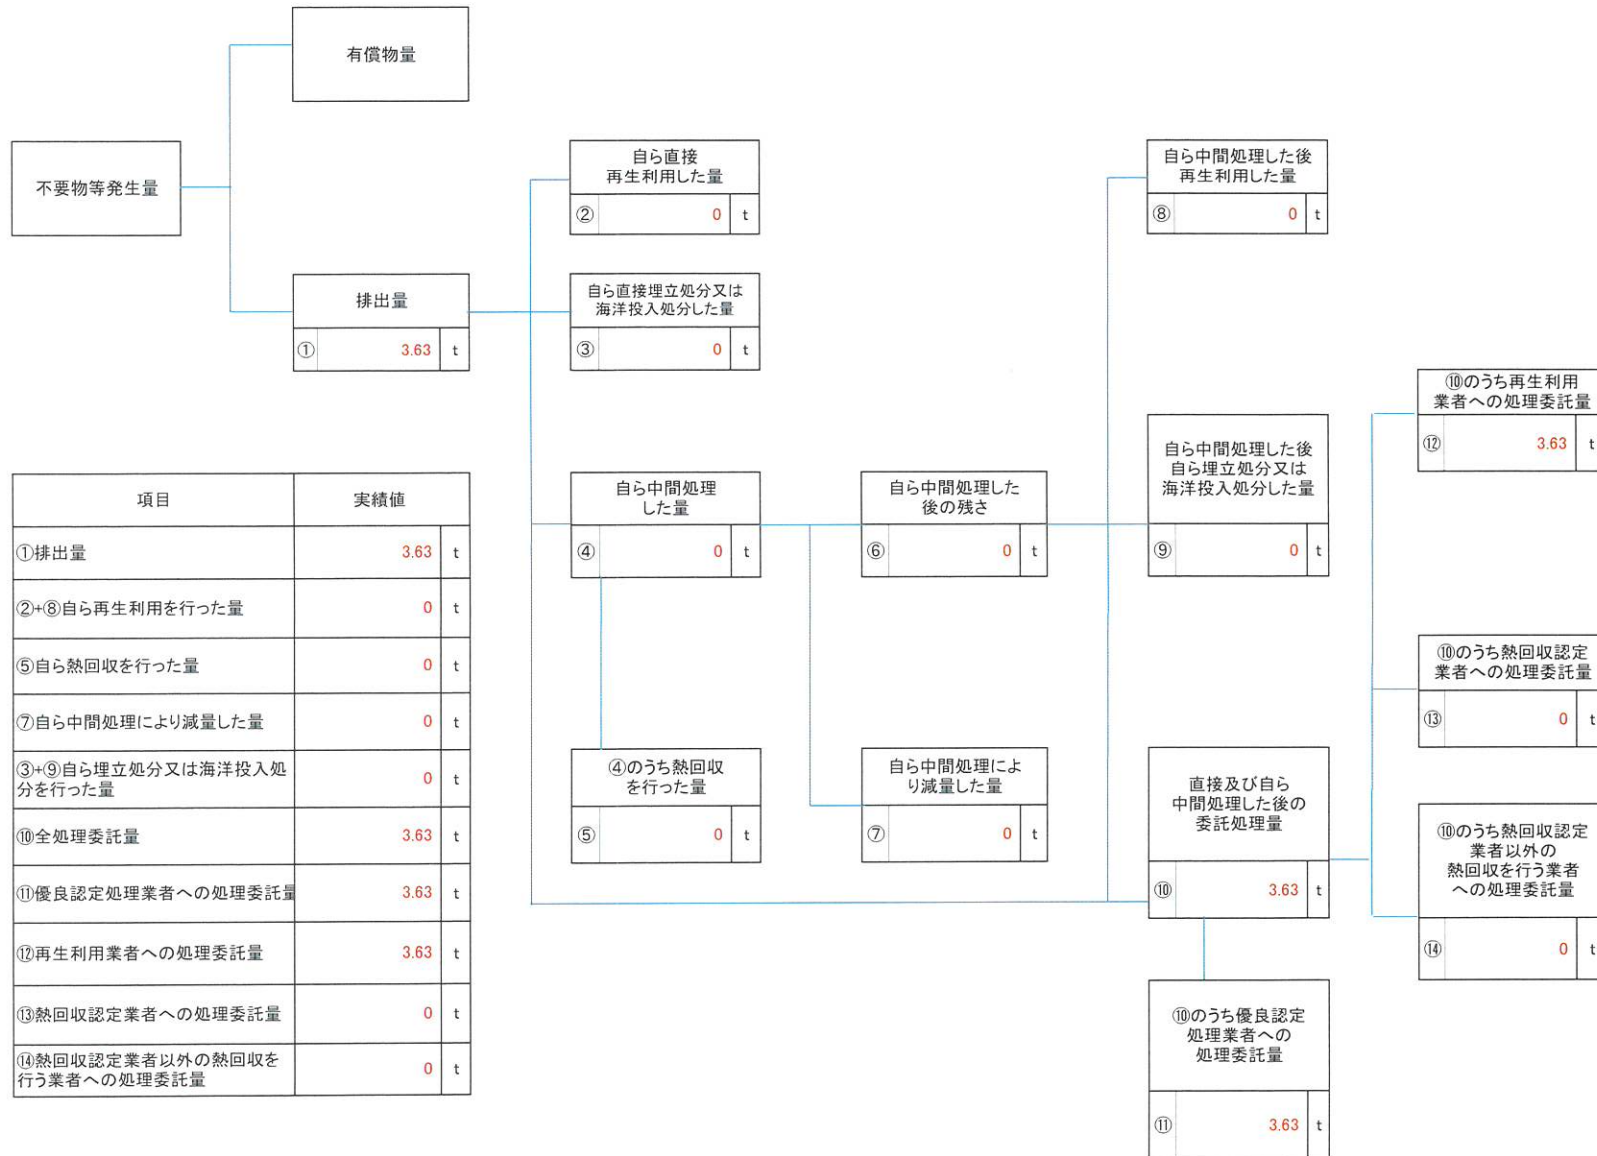 有償物量
不要物等発生量
排出量
① 3.63 t
自ら直接
再生利用した量
② 0 t
自ら直接埋立処分又は
海洋投入処分した量
③ 0 t
自ら中間処理
した量
④ 0 t
④のうち熱回収
を行った量
⑤ 0 t
自ら中間処理した
後の残さ
⑥ 0 t
自ら中間処理によ
り減量した量
⑦ 0 t
自ら中間処理した後
再生利用した量
⑧ 0 t
自ら中間処理した後
自ら埋立処分又は
海洋投入処分した量
⑨ 0 t
直接及び自ら
中間処理した後の
委託処理量
⑩ 3.63 t
⑩のうち優良認定
処理業者への
処理委託量
⑪ 3.63 t
⑩のうち再生利用
業者への処理委託量
⑫ 3.63 t
⑩のうち熱回収認定
業者への処理委託量
⑬ 0 t
⑩のうち熱回収認定
業者以外の
熱回収を行う業者
への処理委託量
⑭ 0 t
項目 実績値
①排出量 3.63 t
②+⑧自ら再生利用を行った量 0 t
⑤自ら熱回収を行った量 0 t
⑦自ら中間処理により減量した量 0 t
③+⑨自ら埋立処分又は海洋投入処
分を行った量 0 t
⑩全処理委託量 3.63 t
⑪優良認定処理業者への処理委託量 3.63 t
⑫再生利用業者への処理委託量 3.63 t
⑬熱回収認定業者への処理委託量 0 t
⑭熱回収認定業者以外の熱回収を
行う業者への処理委託量 0 t